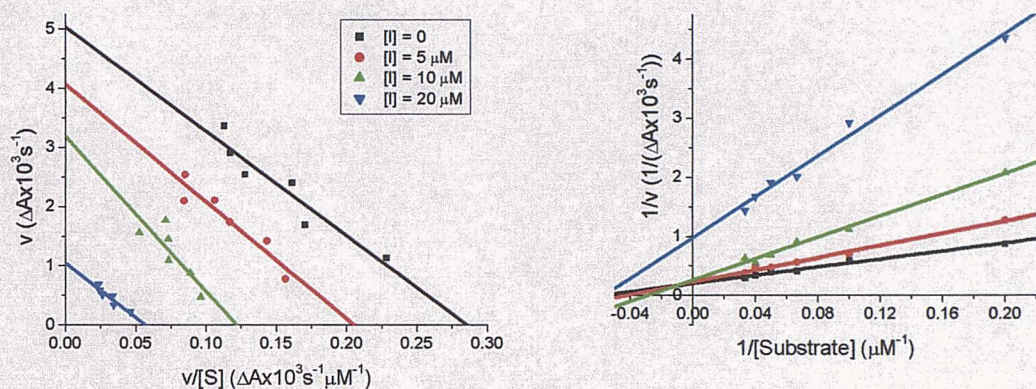 [I] = 0
[I] = 5 μM
[I] = 10 μM
[I] = 20 μM
5
4
3
2
1
0
0.00 0.05 0.10 0.15 0.20 0.25 0.30
v (ΔAx10³s⁻¹)
v/[S] (ΔAx10³s⁻¹μM⁻¹)
4
3
2
1
0
-0.04 0.00 0.04 0.08 0.12 0.16 0.20
1/v (1/(ΔAx10³s⁻¹))
1/[Substrate] (μM⁻¹)